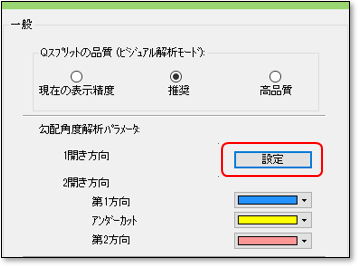 一般
Qスプリットの品質 (ビジュアル解析モード):
現在の表示精度 推奨 高品質
勾配角度解析パラメータ:
1開き方向 設定
2開き方向
第1方向
アンダーカット
第2方向